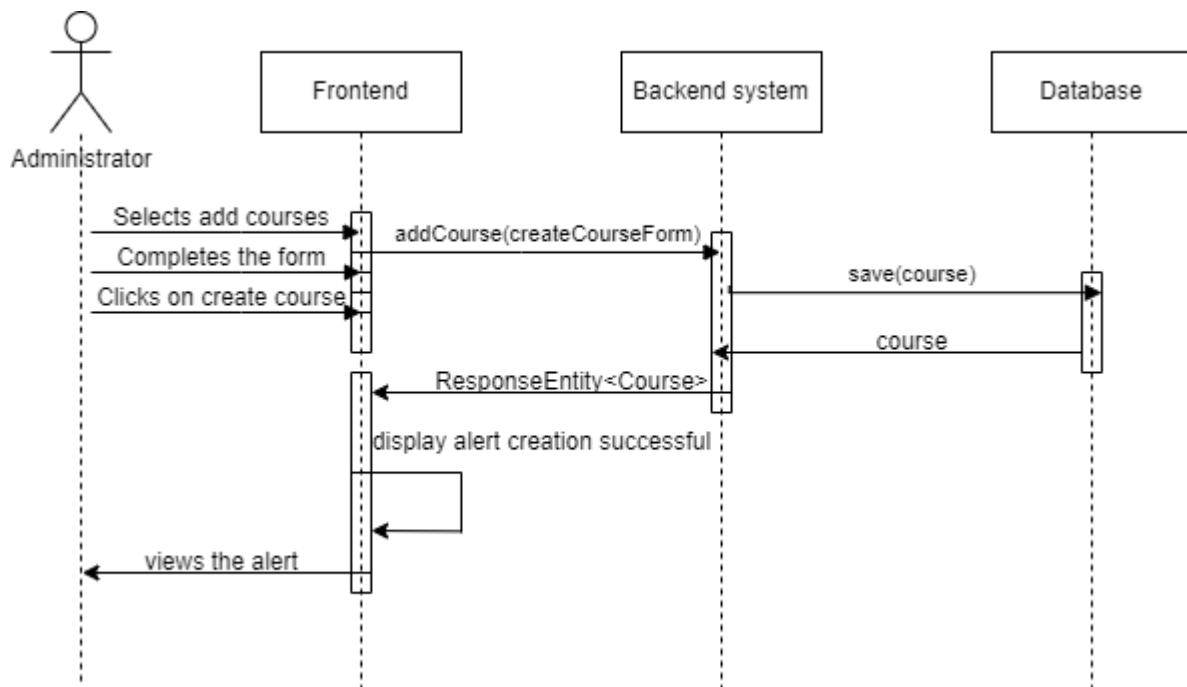 Frontend
Backend system
Database
Administrator
Selects add courses
addCourse(createCourseForm)
Completes the form
save(course)
Clicks on create course
course
ResponseEntity<Course>
display alert creation successful
views the alert